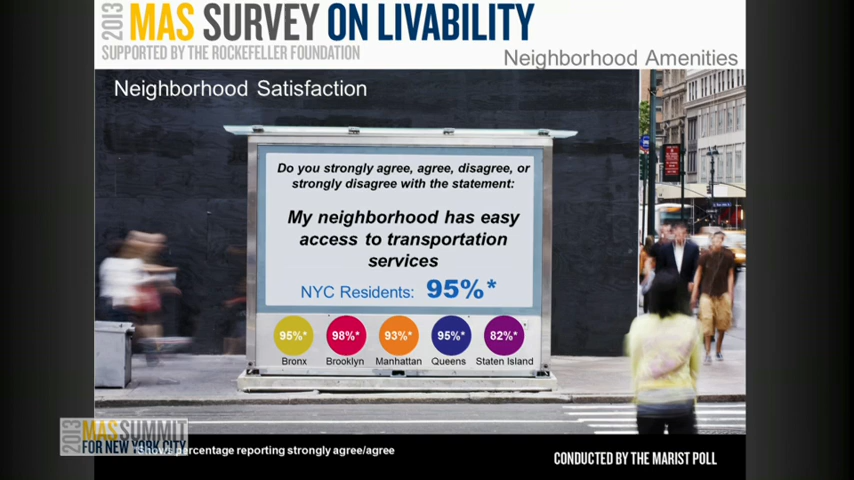 2013 MAS SURVEY ON LIVABILITY
SUPPORTED BY THE ROCKEFELLER FOUNDATION
Neighborhood Amenities
Neighborhood Satisfaction
Do you strongly agree, agree, disagree, or
strongly disagree with the statement:
My neighborhood has easy
access to transportation
services
NYC Residents: 95%*
95%* 98%* 93%* 95%* 82%*
Bronx Brooklyn Manhattan Queens Staten Island
2013 MAS SUMMIT
FOR NEW YORK CITY
*Shows percentage reporting strongly agree/agree
CONDUCTED BY THE MARIST POLL